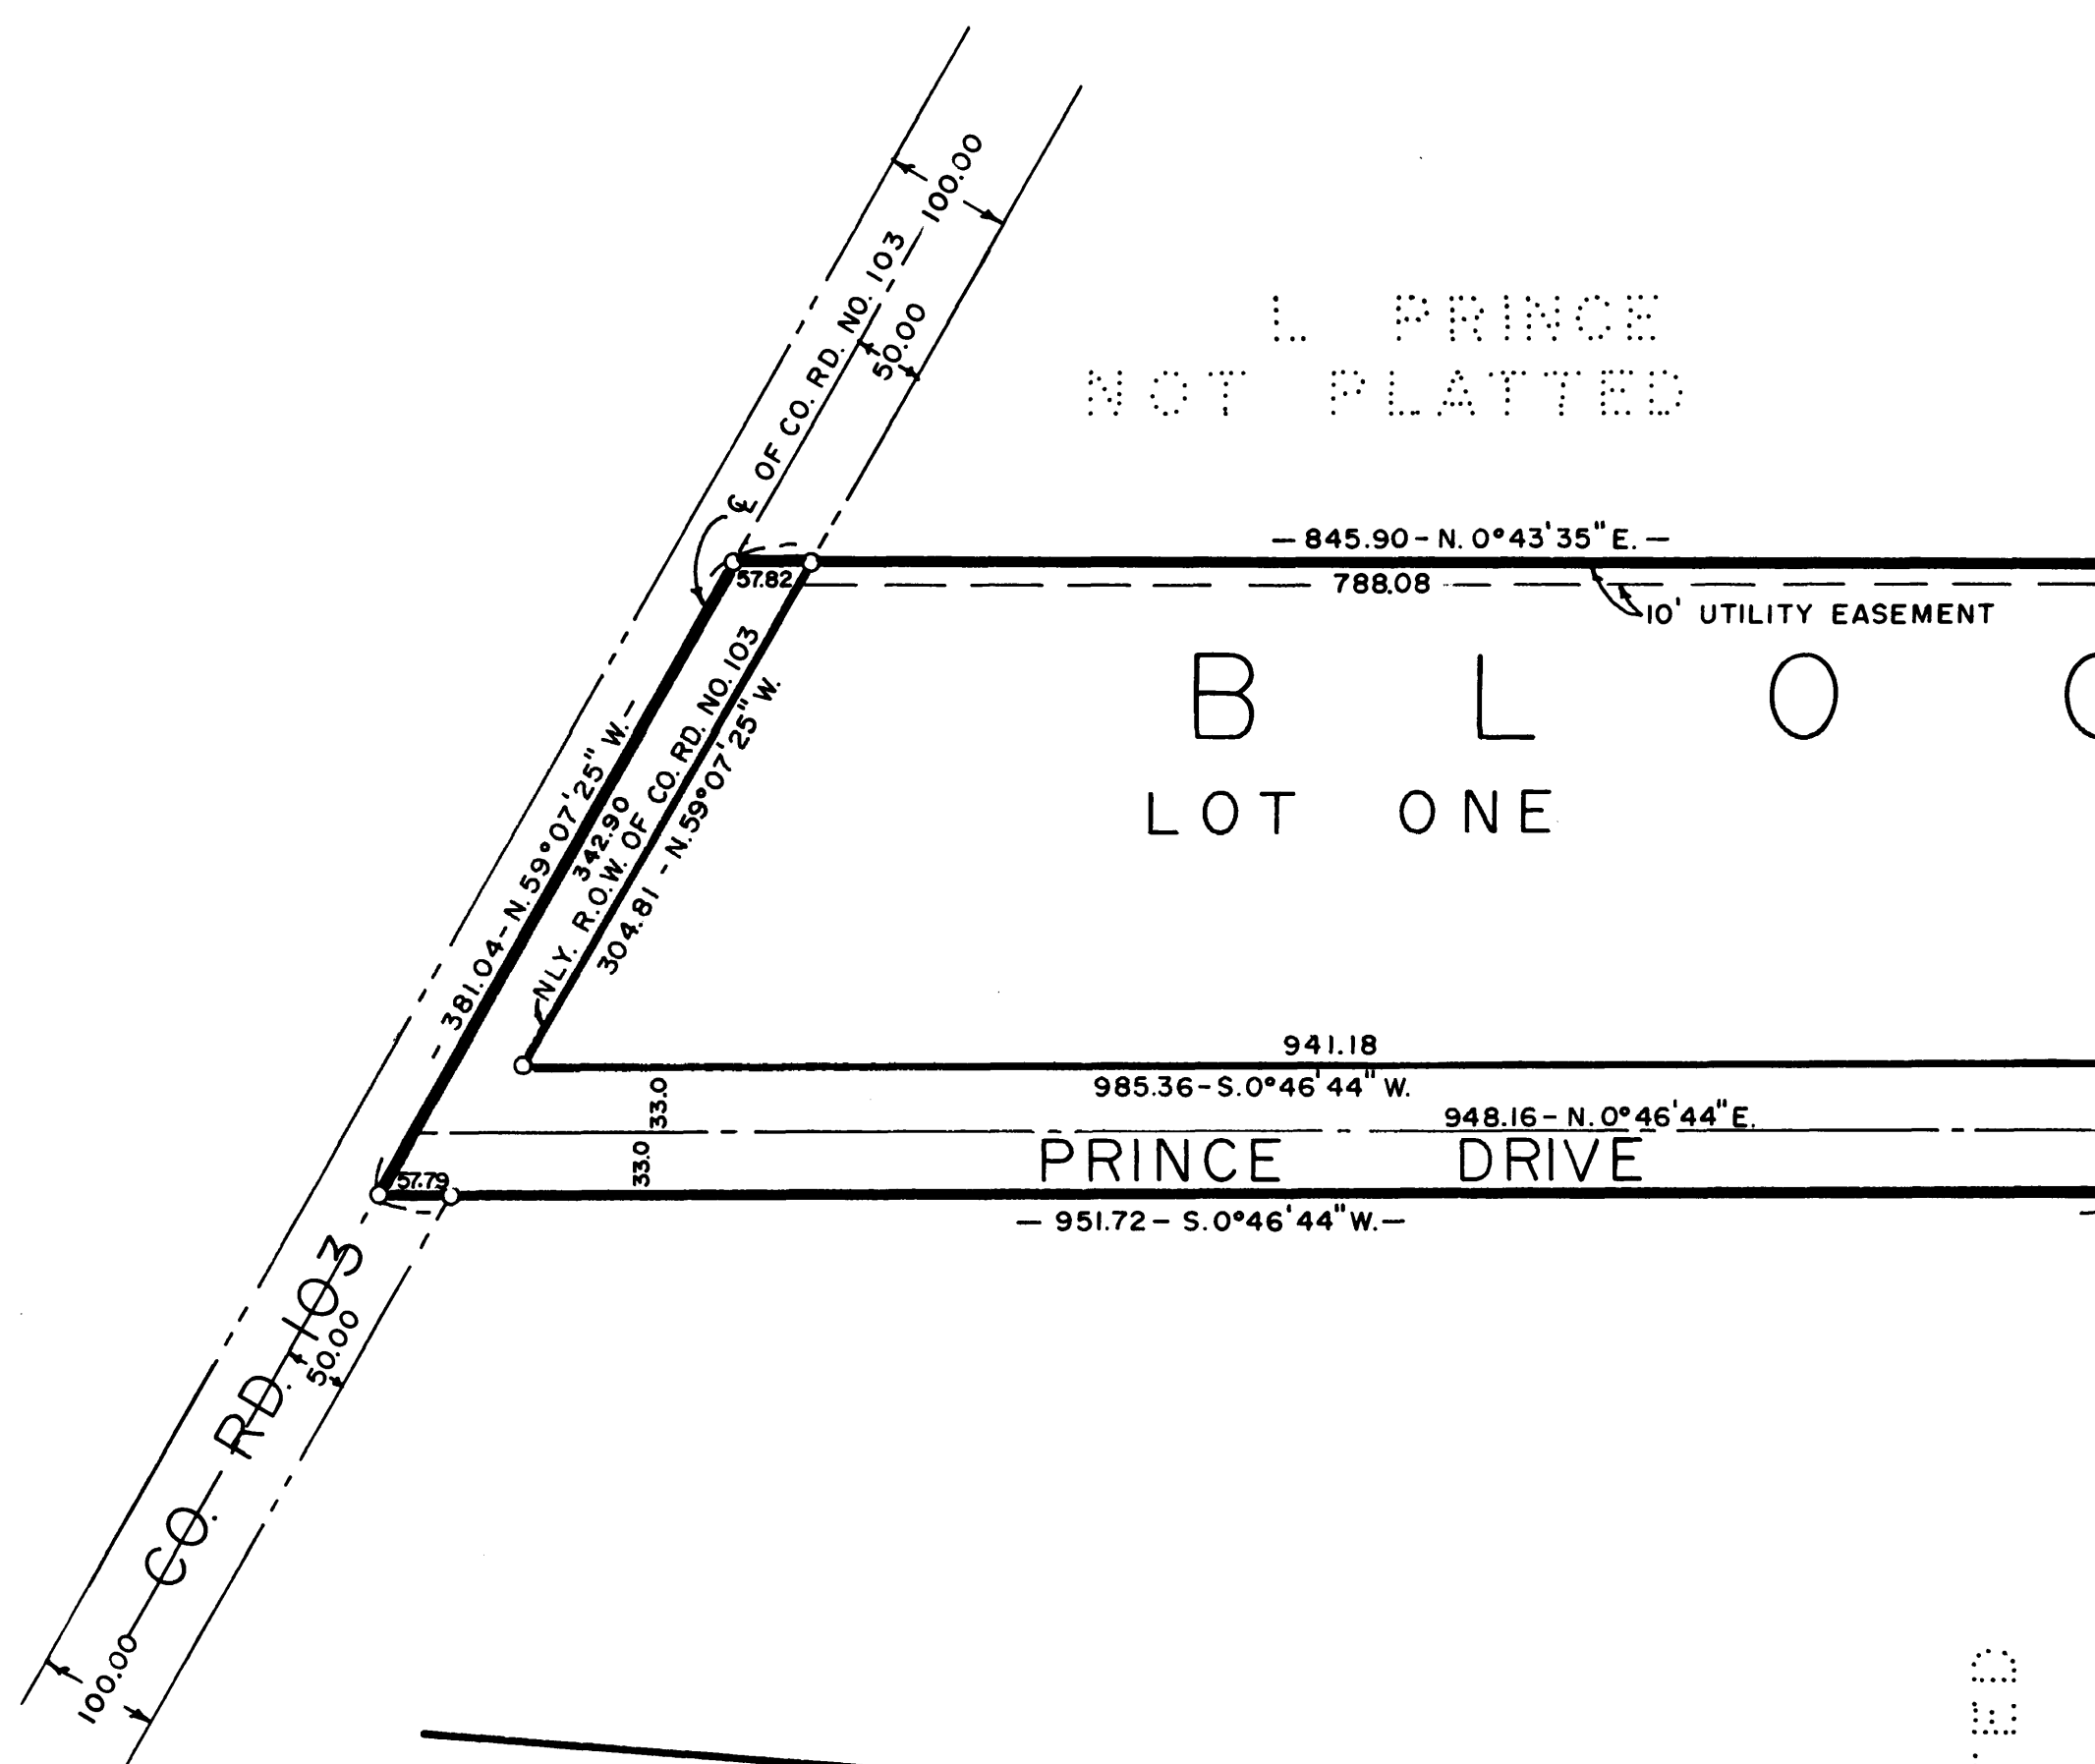 100.00
℄ OF CO. RD. NO. 103
50.00
L PRINCE
NOT PLATTED
— 845.90 – N. 0°43'35" E. —
57.82
788.08
10' UTILITY EASEMENT
BLOC
LOT ONE
381.04 – N. 59°07'25" W. —
342.90
NLY. R.O.W. OF CO. RD. NO. 103
304.81 – N. 59°07'25" W.
941.18
985.36 – S. 0°46'44" W.
33.0
948.16 – N. 0°46'44" E.
33.0
PRINCE DRIVE
57.79
— 951.72 – S. 0°46'44" W. —
CO. RD. 103
50.00
100.00